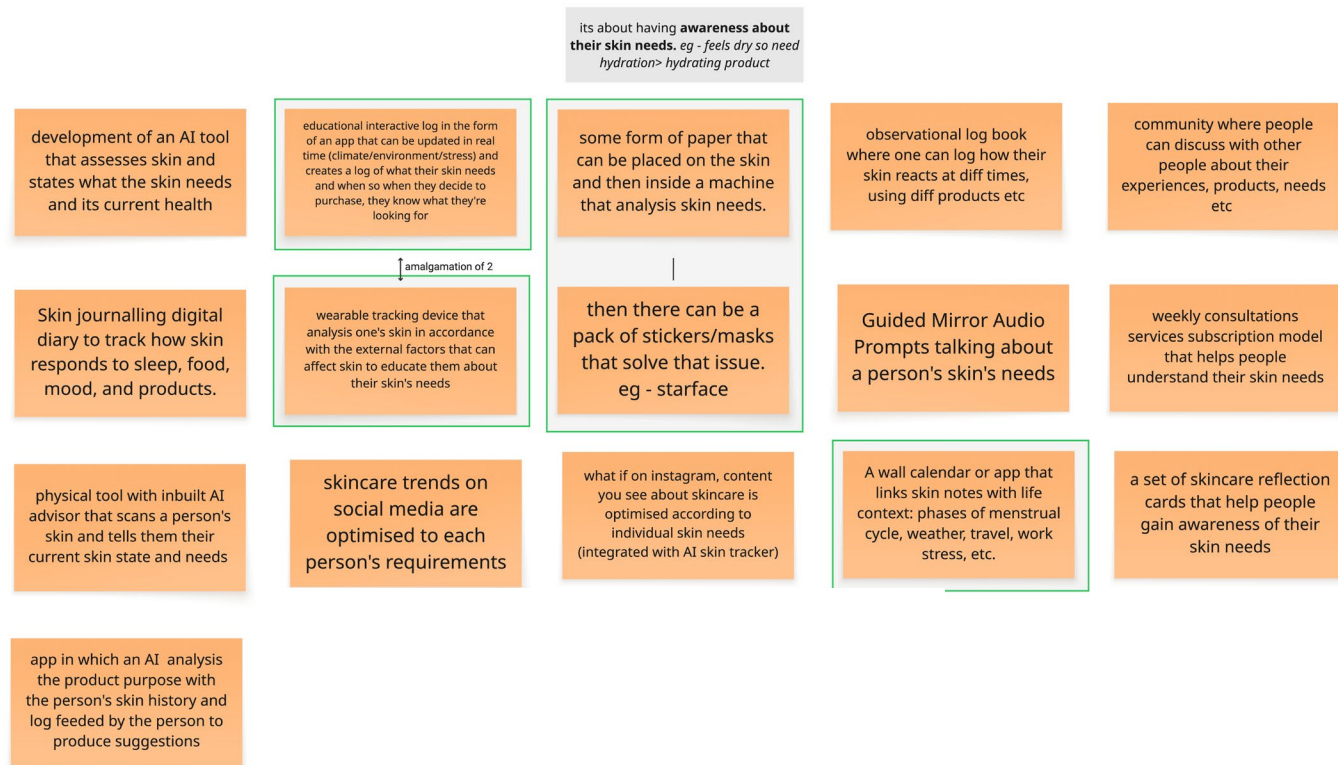 its about having awareness about
their skin needs. eg - feels dry so need
hydration> hydrating product
development of an AI tool
that assesses skin and
states what the skin needs
and its current health
educational interactive log in the form
of an app that can be updated in real
time (climate/environment/stress) and
creates a log of what their skin needs
and when so when they decide to
purchase, they know what they're
looking for
some form of paper that
can be placed on the skin
and then inside a machine
that analysis skin needs.
observational log book
where one can log how their
skin reacts at diff times,
using diff products etc
community where people
can discuss with other
people about their
experiences, products, needs
etc
amalgamation of 2
Skin journalling digital
diary to track how skin
responds to sleep, food,
mood, and products.
wearable tracking device that
analysis one's skin in accordance
with the external factors that can
affect skin to educate them about
their skin's needs
then there can be a
pack of stickers/masks
that solve that issue.
eg - starface
Guided Mirror Audio
Prompts talking about
a person's skin's needs
weekly consultations
services subscription model
that helps people
understand their skin needs
physical tool with inbuilt AI
advisor that scans a person's
skin and tells them their
current skin state and needs
skincare trends on
social media are
optimised to each
person's requirements
what if on instagram, content
you see about skincare is
optimised according to
individual skin needs
(integrated with AI skin tracker)
A wall calendar or app that
links skin notes with life
context: phases of menstrual
cycle, weather, travel, work
stress, etc.
a set of skincare reflection
cards that help people
gain awareness of their
skin needs
app in which an AI analysis
the product purpose with
the person's skin history and
log feeded by the person to
produce suggestions